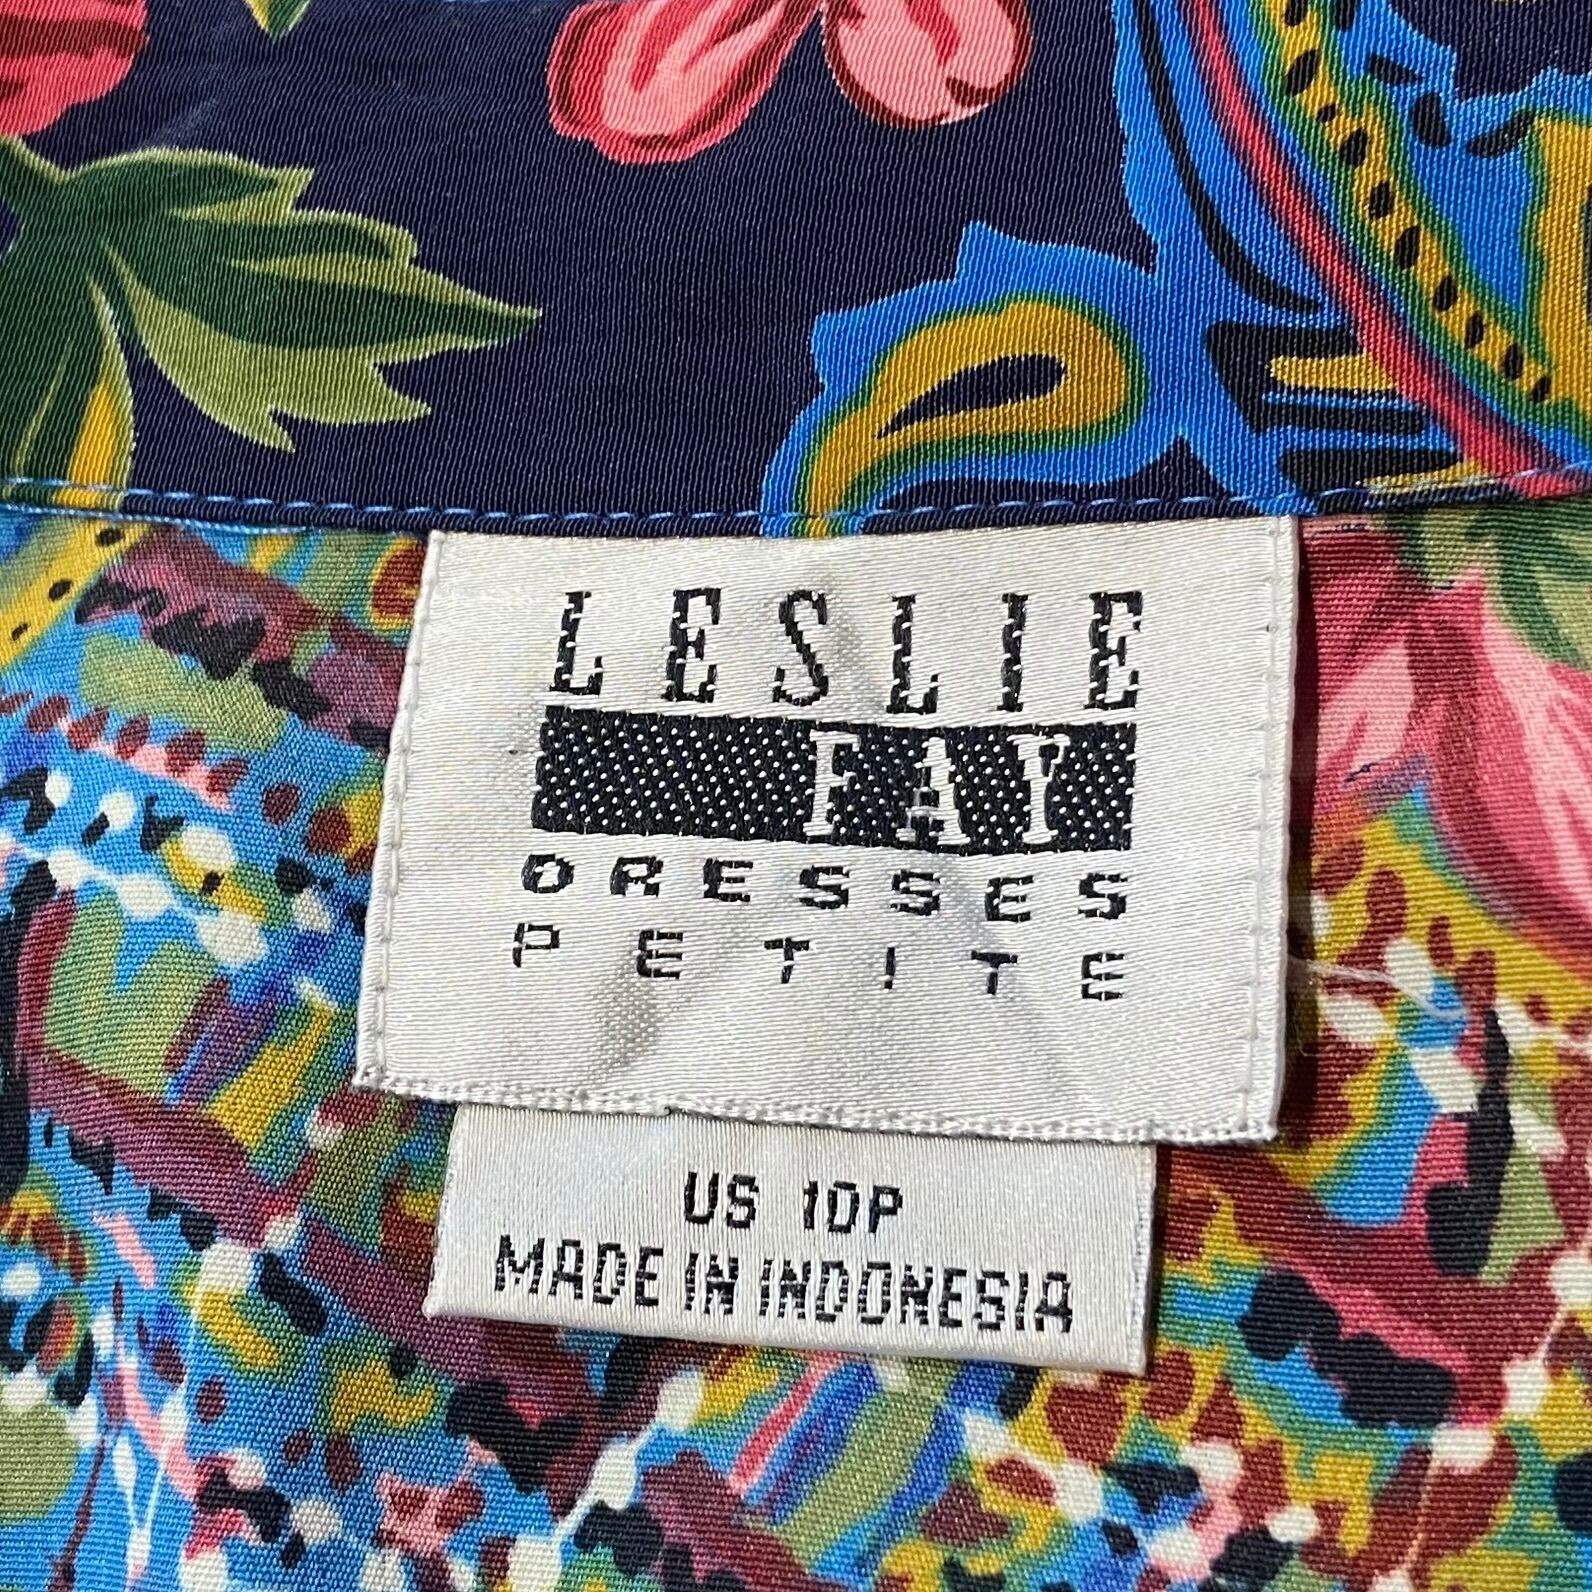 LESLIE
FAY
DRESSES
PETITE
US 10P
MADE IN INDONESIA